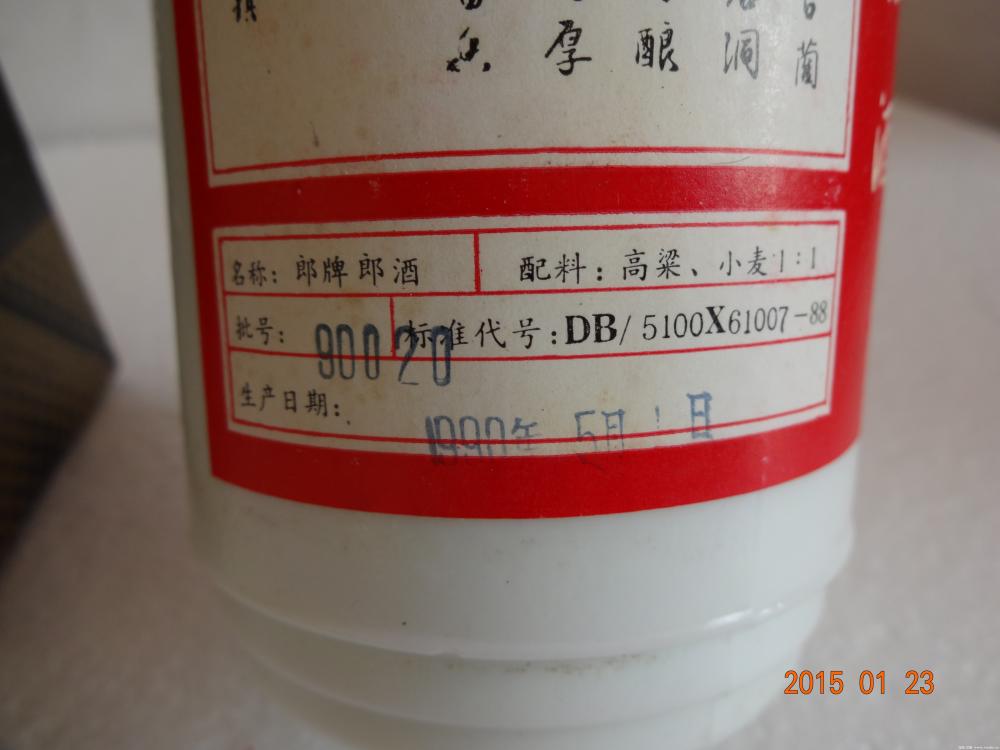 厚 酿 洞
名称：郎牌郎酒 配料：高粱、小麦1:1
批号：90020 标准代号:DB/5100X61007-88
生产日期：1990年5月1日
2015 01 23